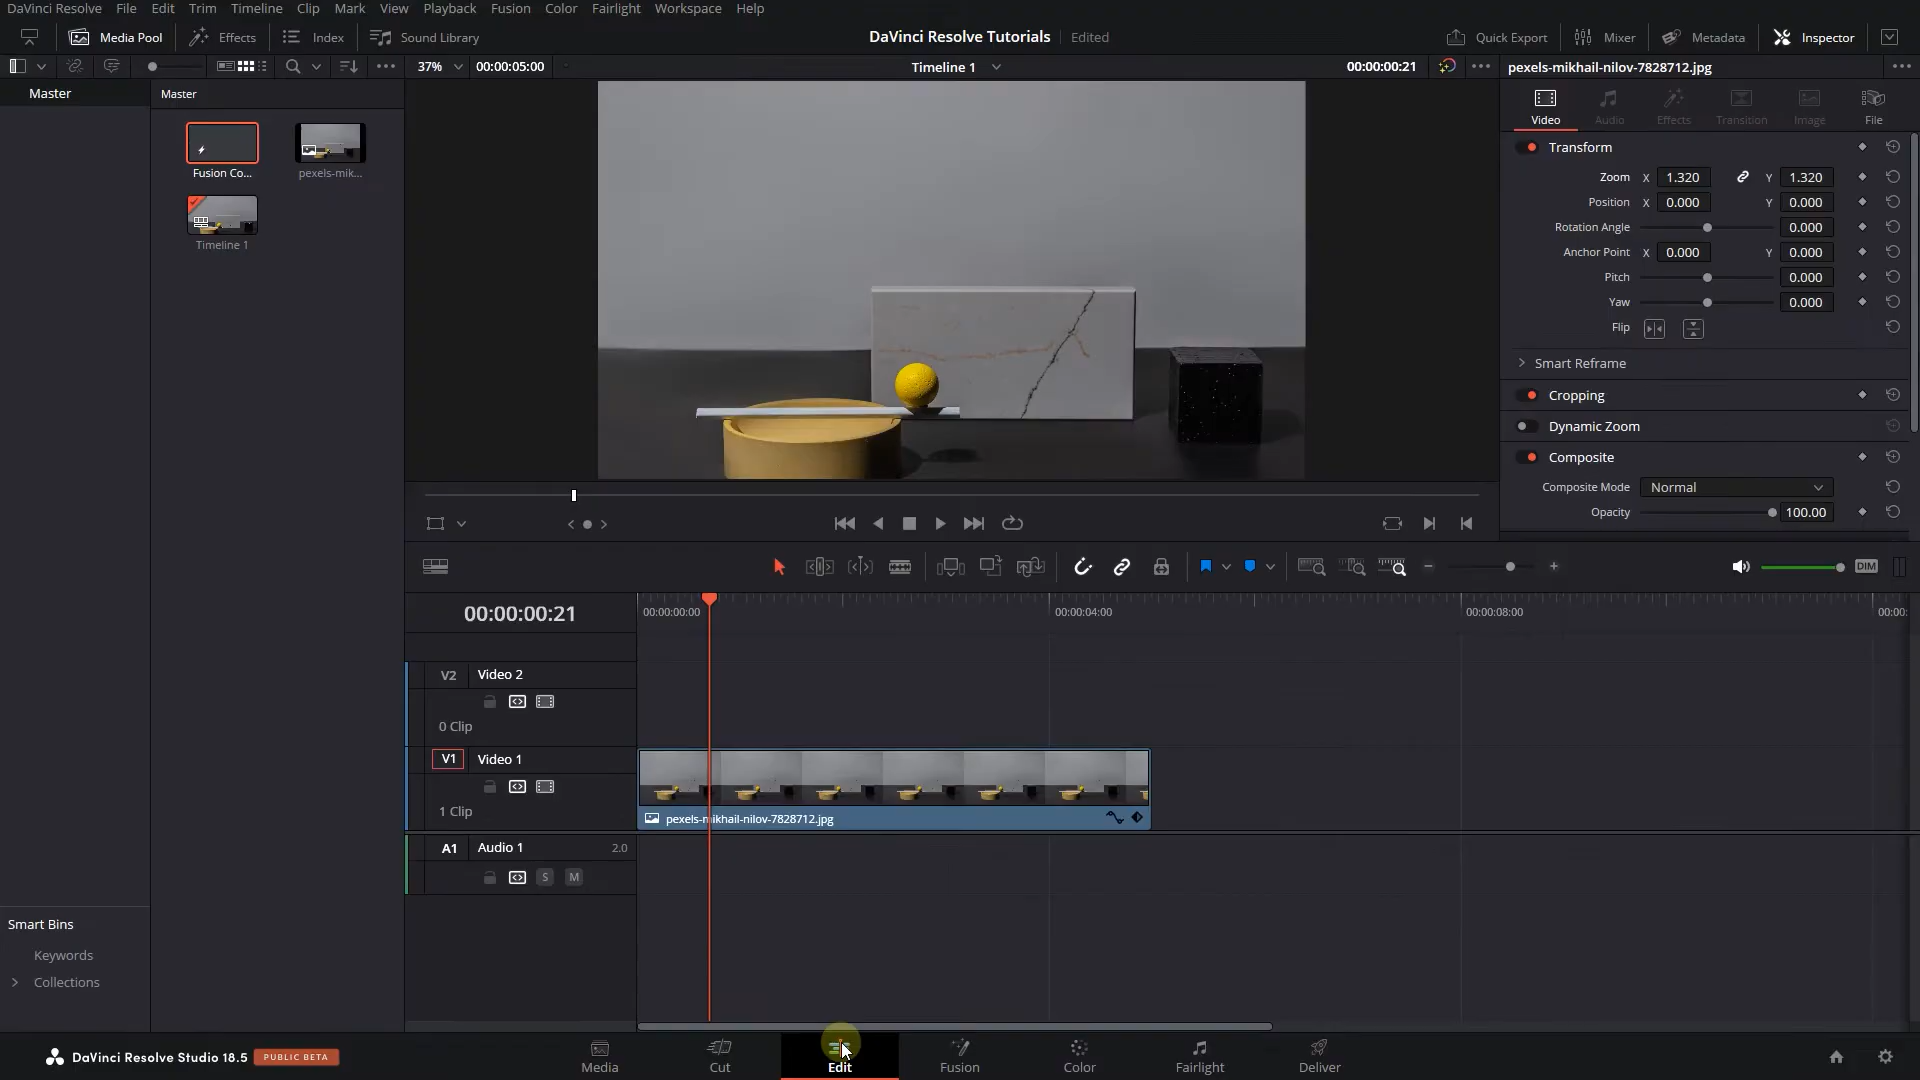 DaVinci Resolve File Edit Trim Timeline Clip Mark View Playback Fusion Color Fairlight Workspace Help
Media Pool Effects Index Sound Library DaVinci Resolve Tutorials Edited Quick Export Mixer Metadata Inspector
37% 00:00:05:00 Timeline 1 00:00:00:21 pexels-mikhail-nilov-7828712.jpg
Master Master
Fusion Co... pexels-mik...
Timeline 1
Video Audio Effects Transition Image File
Transform
Zoom X 1.320 Y 1.320
Position X 0.000 Y 0.000
Rotation Angle 0.000
Anchor Point X 0.000 Y 0.000
Pitch 0.000
Yaw 0.000
Flip
Smart Reframe
Cropping
Dynamic Zoom
Composite
Composite Mode Normal
Opacity 100.00
DIM
00:00:00:21 00:00:00:00 00:00:04:00 00:00:08:00 00:00:
V2 Video 2
0 Clip
V1 Video 1
1 Clip
pexels-mikhail-nilov-7828712.jpg
A1 Audio 1 2.0
S M
Smart Bins
Keywords
Collections
DaVinci Resolve Studio 18.5 PUBLIC BETA
Media Cut Edit Fusion Color Fairlight Deliver